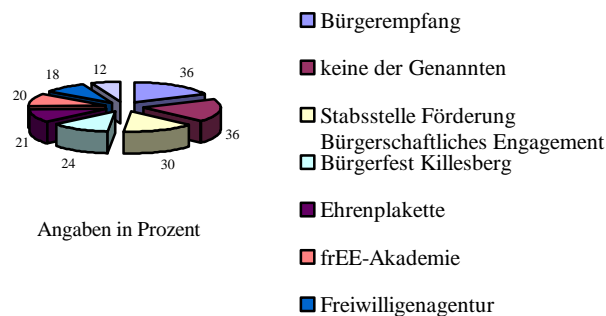 12
36
18
20
36
21
24
30
Angaben in Prozent
Bürgerempfang
keine der Genannten
Stabsstelle Förderung
Bürgerschaftliches Engagement
Bürgerfest Killesberg
Ehrenplakette
frEE-Akademie
Freiwilligenagentur